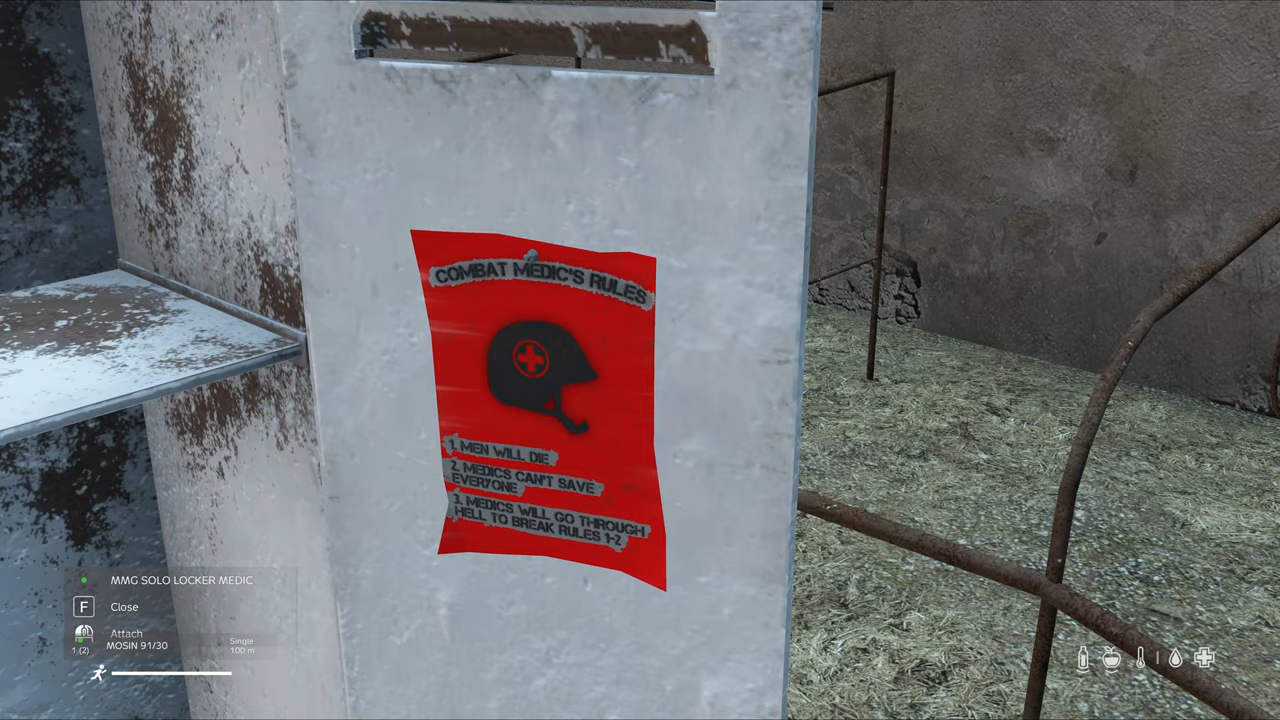 COMBAT MEDIC'S RULES
1. MEN WILL DIE
2. MEDICS CAN'T SAVE
EVERYONE
3. MEDICS WILL GO THROUGH
HELL TO BREAK RULES 1-2
MMG SOLO LOCKER MEDIC
F Close
Attach
1 (2) MOSIN 91/30 Single
100 m